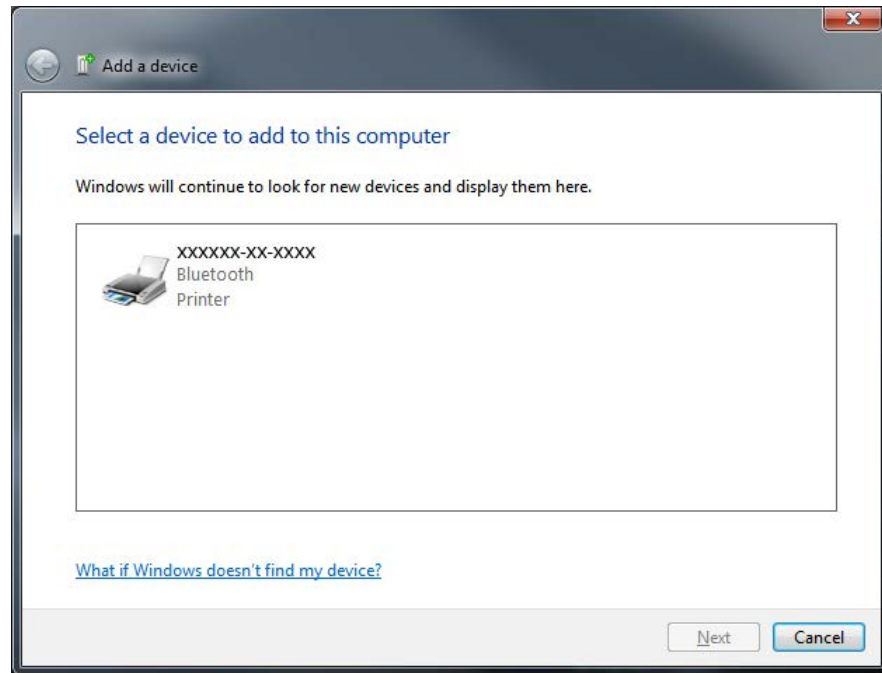 Add a device
Select a device to add to this computer
Windows will continue to look for new devices and display them here.
XXXXXX-XX-XXXX
Bluetooth
Printer
What if Windows doesn't find my device?
Next
Cancel